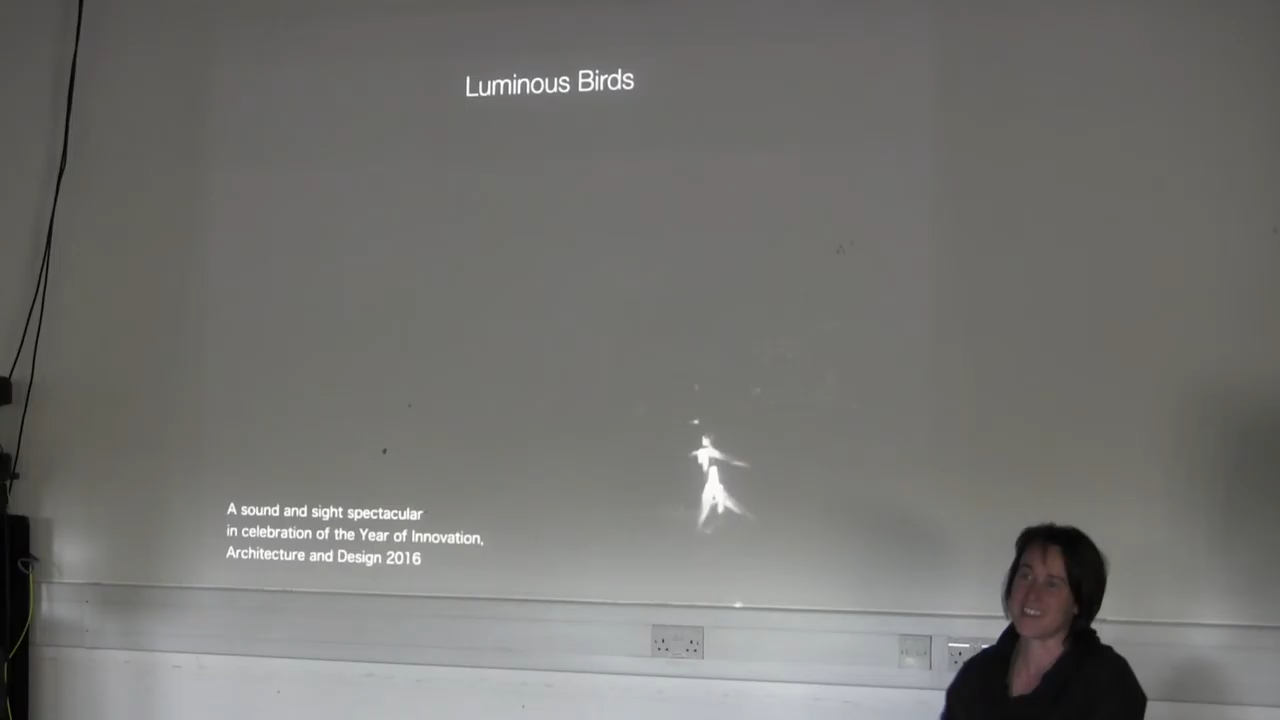 Luminous Birds
A sound and sight spectacular
in celebration of the Year of Innovation,
Architecture and Design 2016